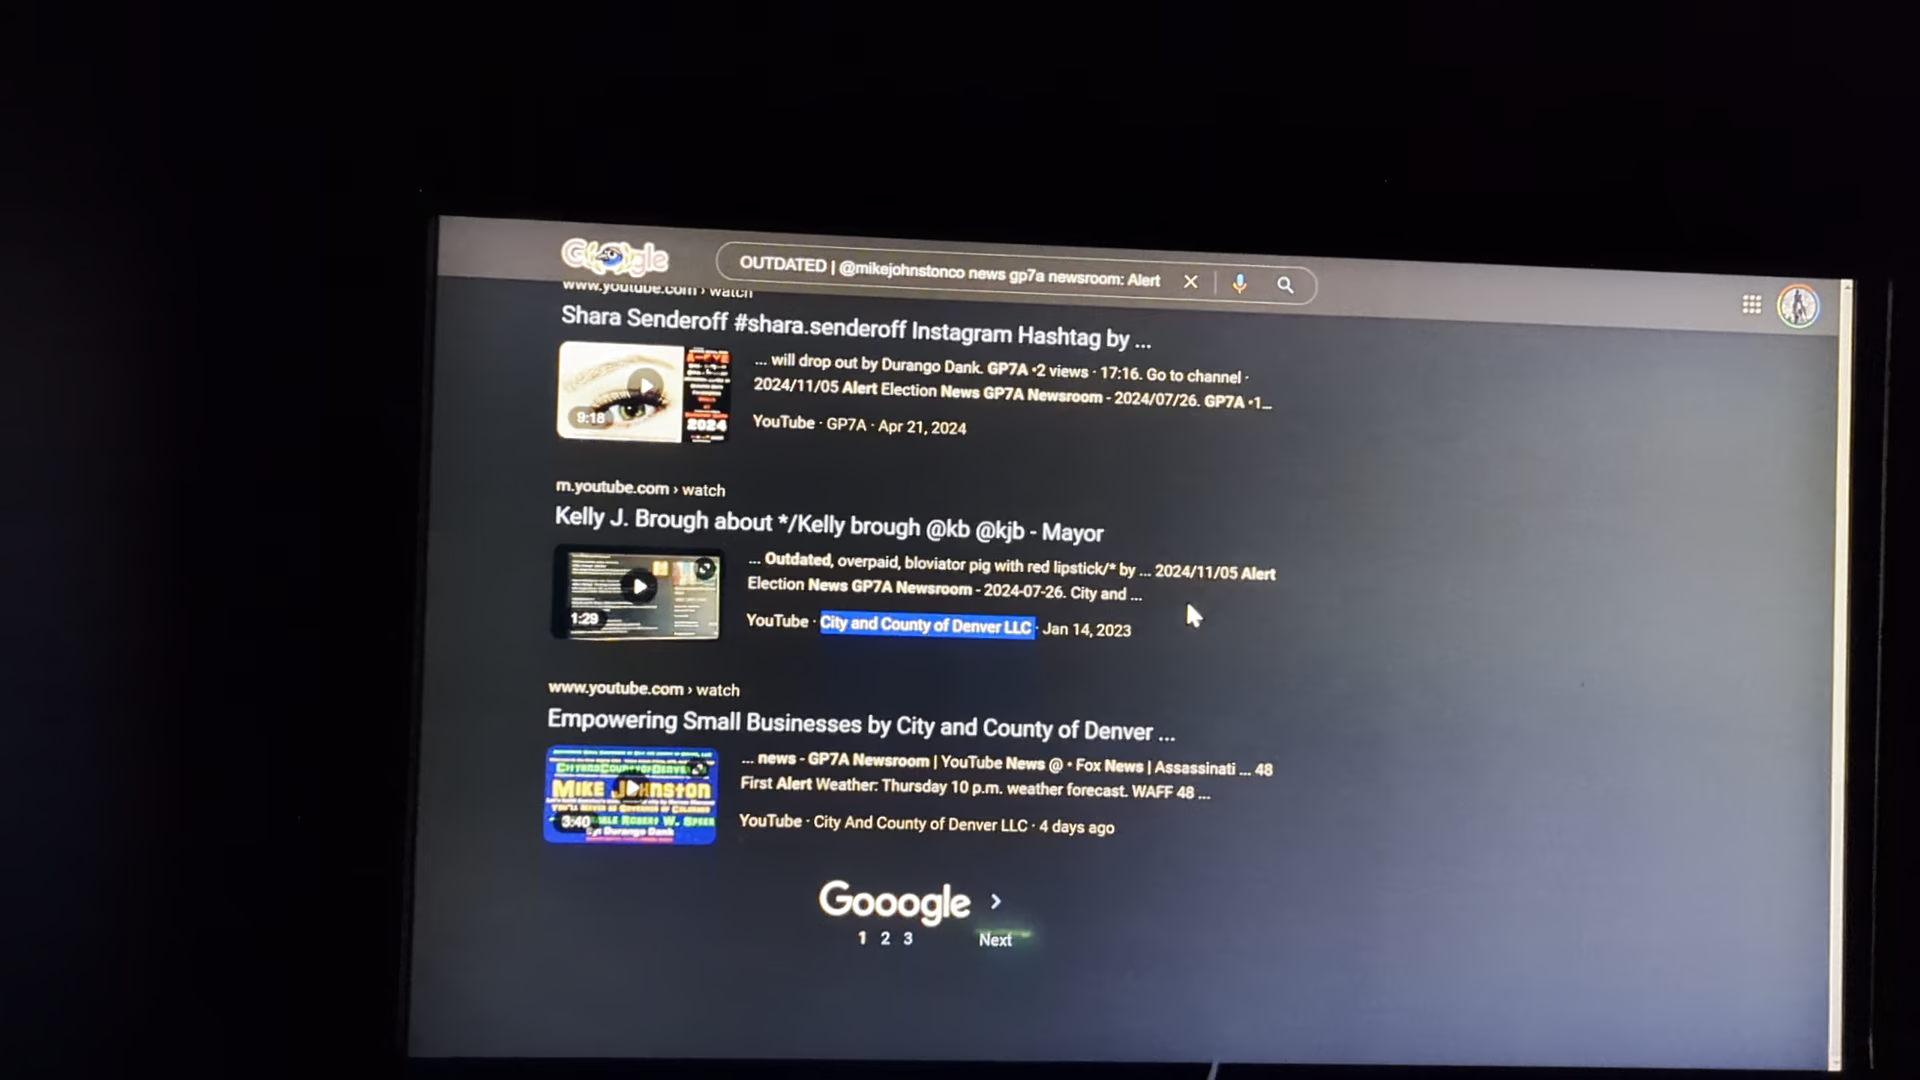 Google
OUTDATED | @mikejohnstonco news gp7a newsroom: Alert
www.youtube.com › watch
Shara Senderoff #shara.senderoff Instagram Hashtag by ...
... will drop out by Durango Dank. GP7A •2 views · 17:16. Go to channel ·
2024/11/05 Alert Election News GP7A Newsroom - 2024/07/26. GP7A •1...
9:18
2024
YouTube · GP7A · Apr 21, 2024
m.youtube.com › watch
Kelly J. Brough about */Kelly brough @kb @kjb - Mayor
... Outdated, overpaid, bloviator pig with red lipstick/* by ... 2024/11/05 Alert
Election News GP7A Newsroom - 2024-07-26. City and ...
1:29
YouTube · City and County of Denver LLC · Jan 14, 2023
www.youtube.com › watch
Empowering Small Businesses by City and County of Denver ...
... news - GP7A Newsroom | YouTube News @ • Fox News | Assassinati ... 48
First Alert Weather: Thursday 10 p.m. weather forecast. WAFF 48 ...
Mike Johnston
3:40
Robert W. Speer
By: Durango Dank
YouTube · City And County of Denver LLC · 4 days ago
Gooogle >
1 2 3 Next